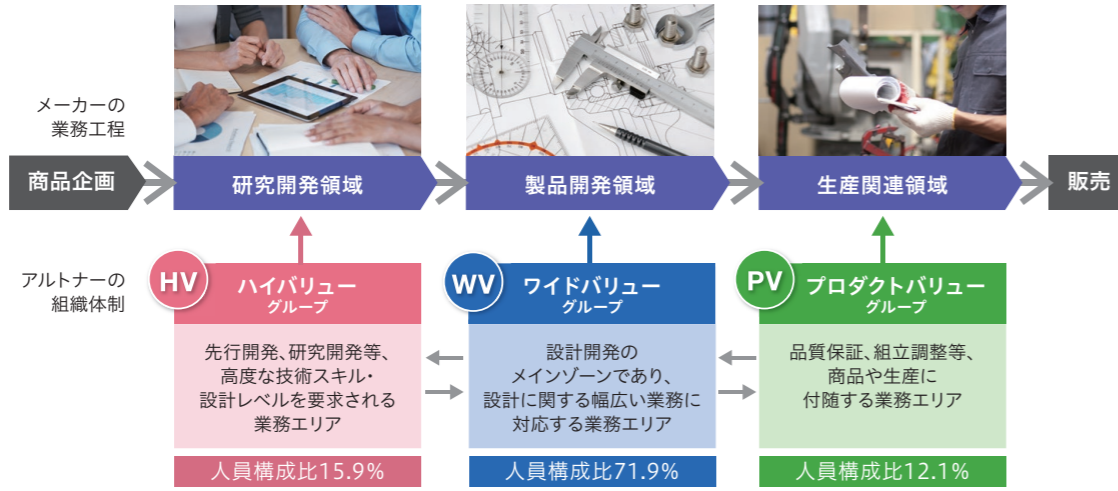 メーカーの
業務工程
商品企画
研究開発領域
製品開発領域
生産関連領域
販売
アルトナーの
組織体制
HV
ハイバリュー
グループ
先行開発、研究開発等、
高度な技術スキル・
設計レベルを要求される
業務エリア
人員構成比15.9%
WV
ワイドバリュー
グループ
設計開発の
メインゾーンであり、
設計に関する幅広い業務に
対応する業務エリア
人員構成比71.9%
PV
プロダクトバリュー
グループ
品質保証、組立調整等、
商品や生産に
付随する業務エリア
人員構成比12.1%